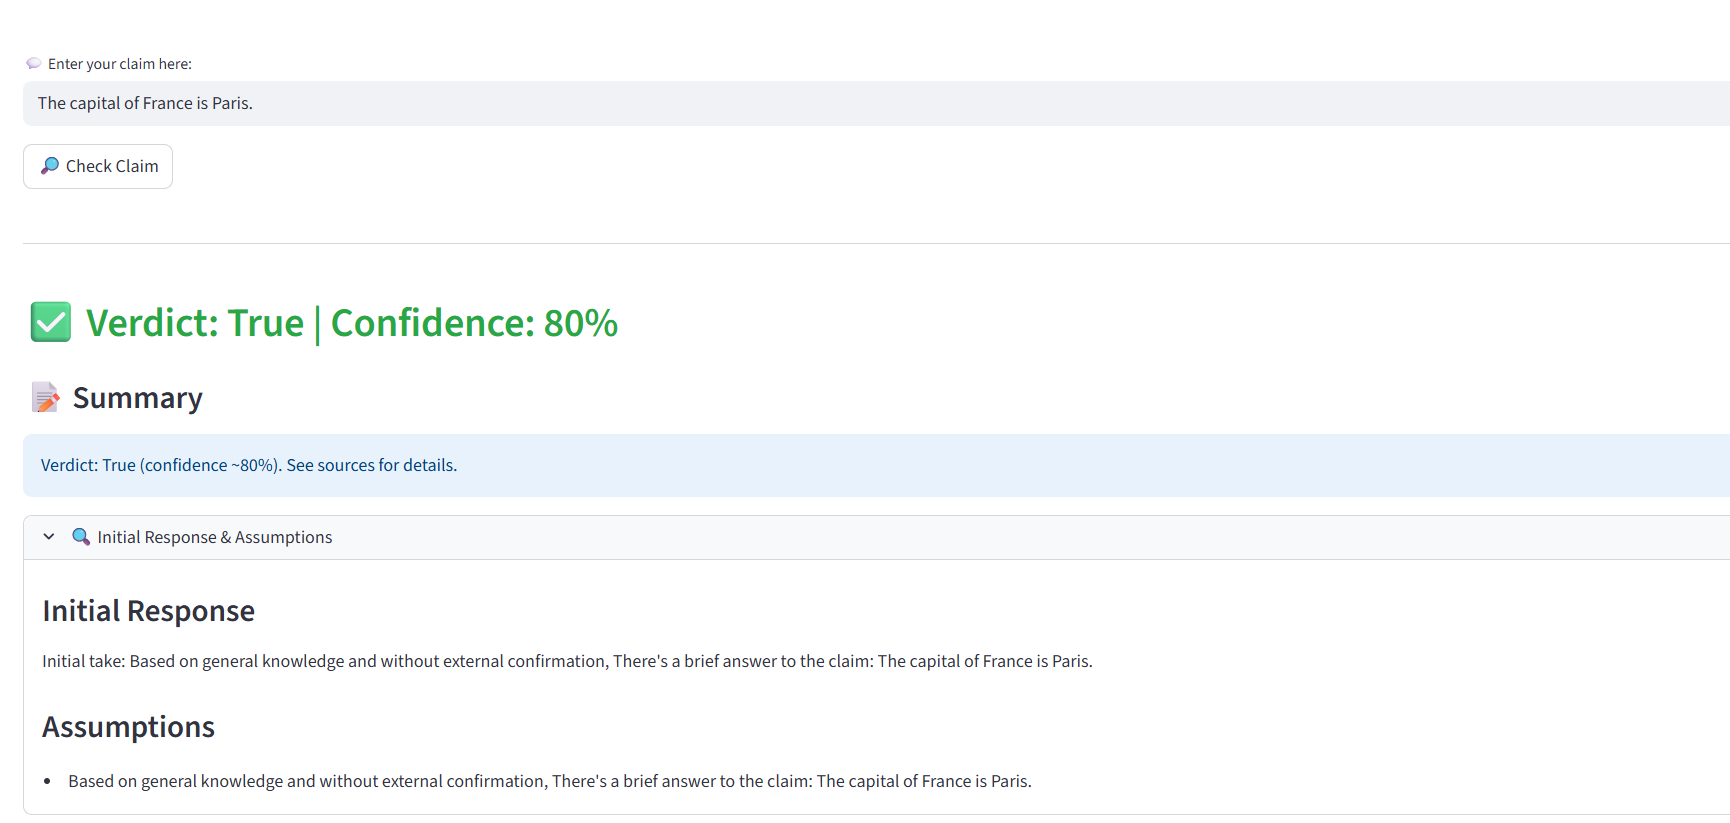 Enter your claim here:
The capital of France is Paris.
Check Claim
Verdict: True | Confidence: 80%
Summary
Verdict: True (confidence ~80%). See sources for details.
Initial Response & Assumptions
Initial Response
Initial take: Based on general knowledge and without external confirmation, There's a brief answer to the claim: The capital of France is Paris.
Assumptions
• Based on general knowledge and without external confirmation, There's a brief answer to the claim: The capital of France is Paris.